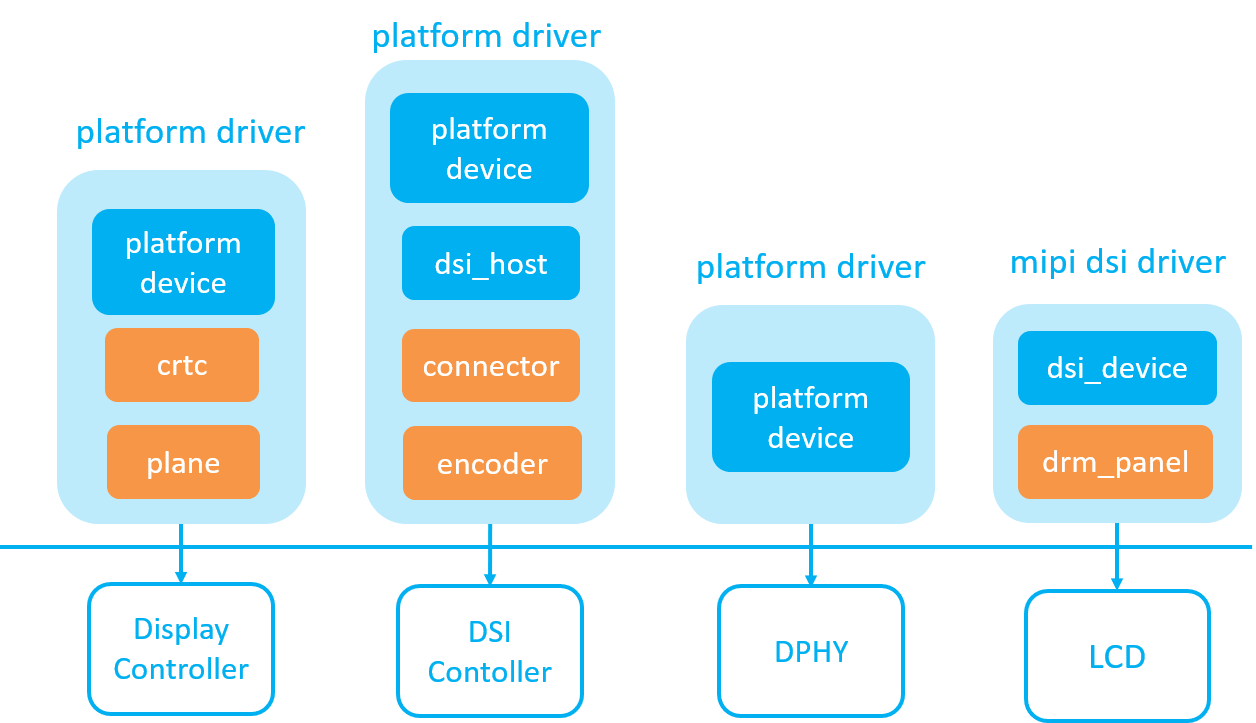 platform driver
platform
device
crtc
plane
Display
Controller
platform driver
platform
device
dsi_host
connector
encoder
DSI
Contoller
platform driver
platform
device
DPHY
mipi dsi driver
dsi_device
drm_panel
LCD